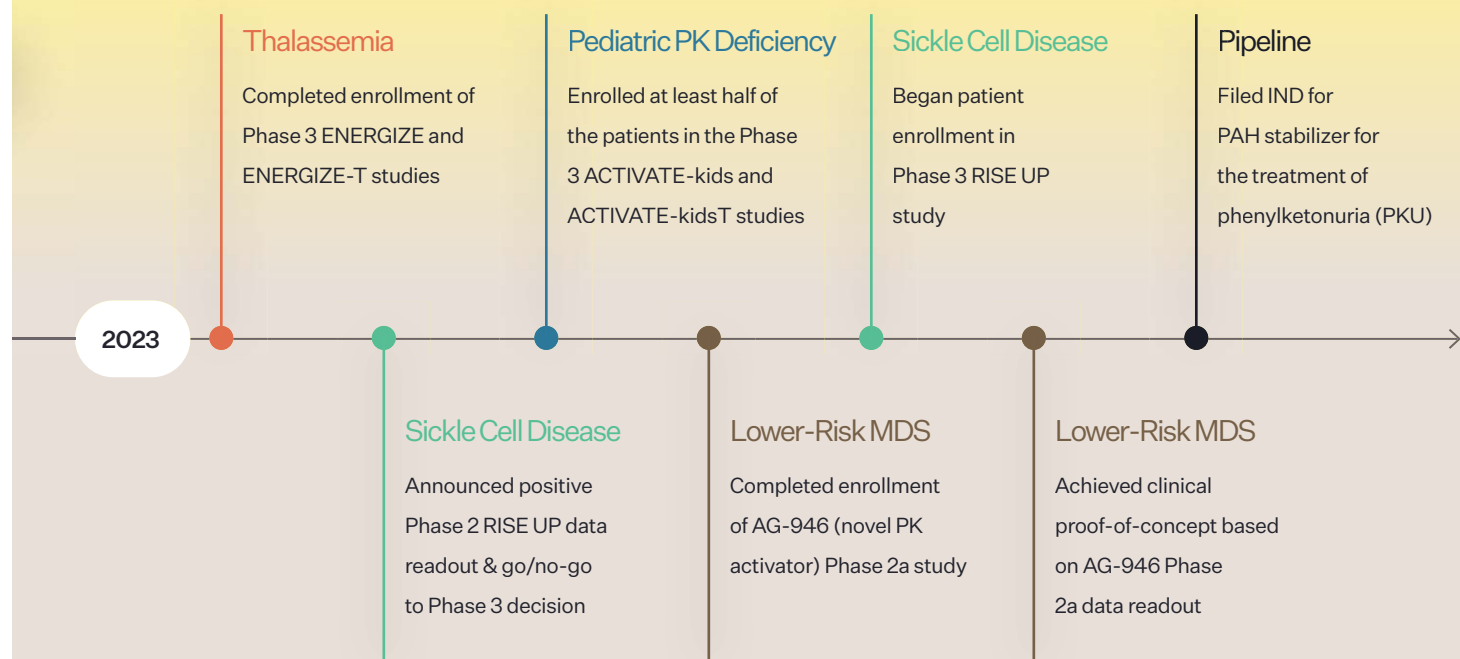 Thalassemia
Completed enrollment of
Phase 3 ENERGIZE and
ENERGIZE-T studies
Pediatric PK Deficiency
Enrolled at least half of
the patients in the Phase
3 ACTIVATE-kids and
ACTIVATE-kidsT studies
Sickle Cell Disease
Began patient
enrollment in
Phase 3 RISE UP
study
Pipeline
Filed IND for
PAH stabilizer for
the treatment of
phenylketonuria (PKU)
2023
Sickle Cell Disease
Announced positive
Phase 2 RISE UP data
readout & go/no-go
to Phase 3 decision
Lower-Risk MDS
Completed enrollment
of AG-946 (novel PK
activator) Phase 2a study
Lower-Risk MDS
Achieved clinical
proof-of-concept based
on AG-946 Phase
2a data readout